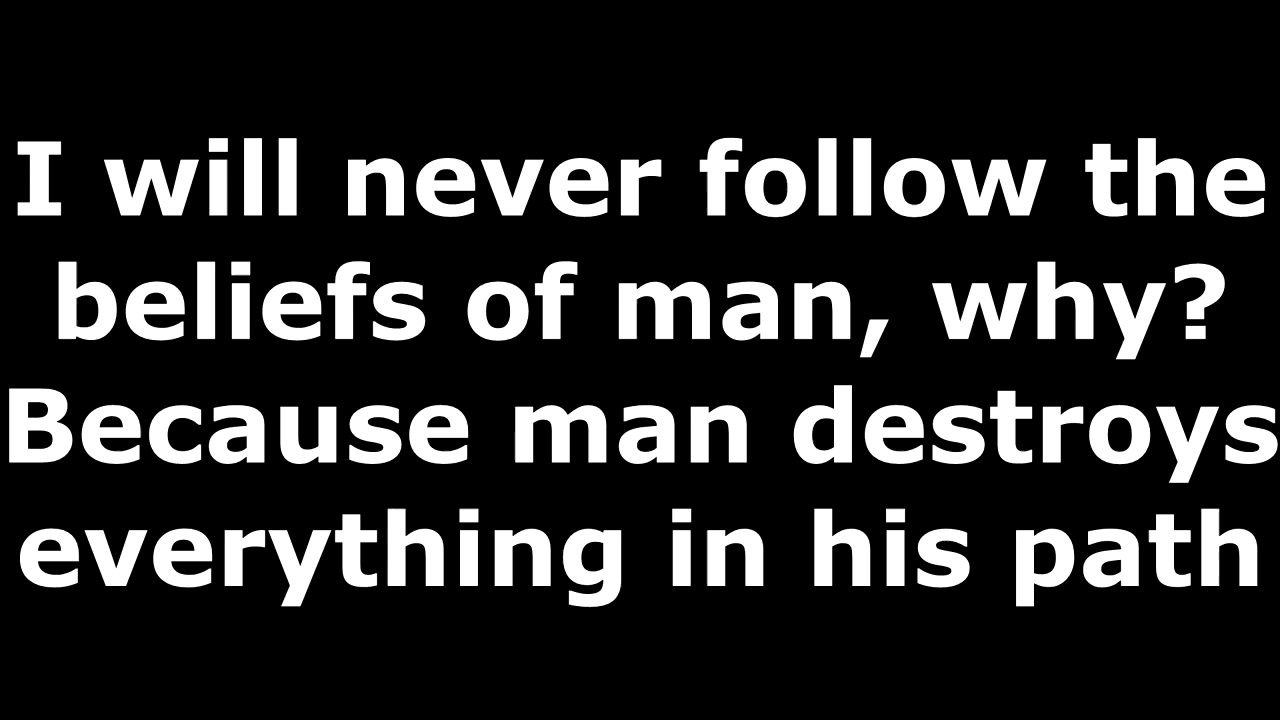 I will never follow the
beliefs of man, why?
Because man destroys
everything in his path